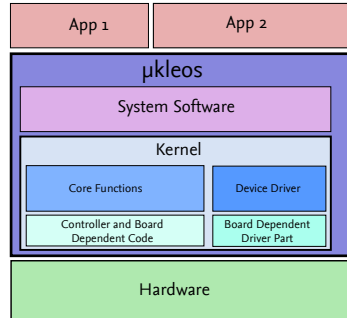 App 1
App 2
µkleos
System Software
Kernel
Core Functions
Device Driver
Controller and Board
Dependent Code
Board Dependent
Driver Part
Hardware